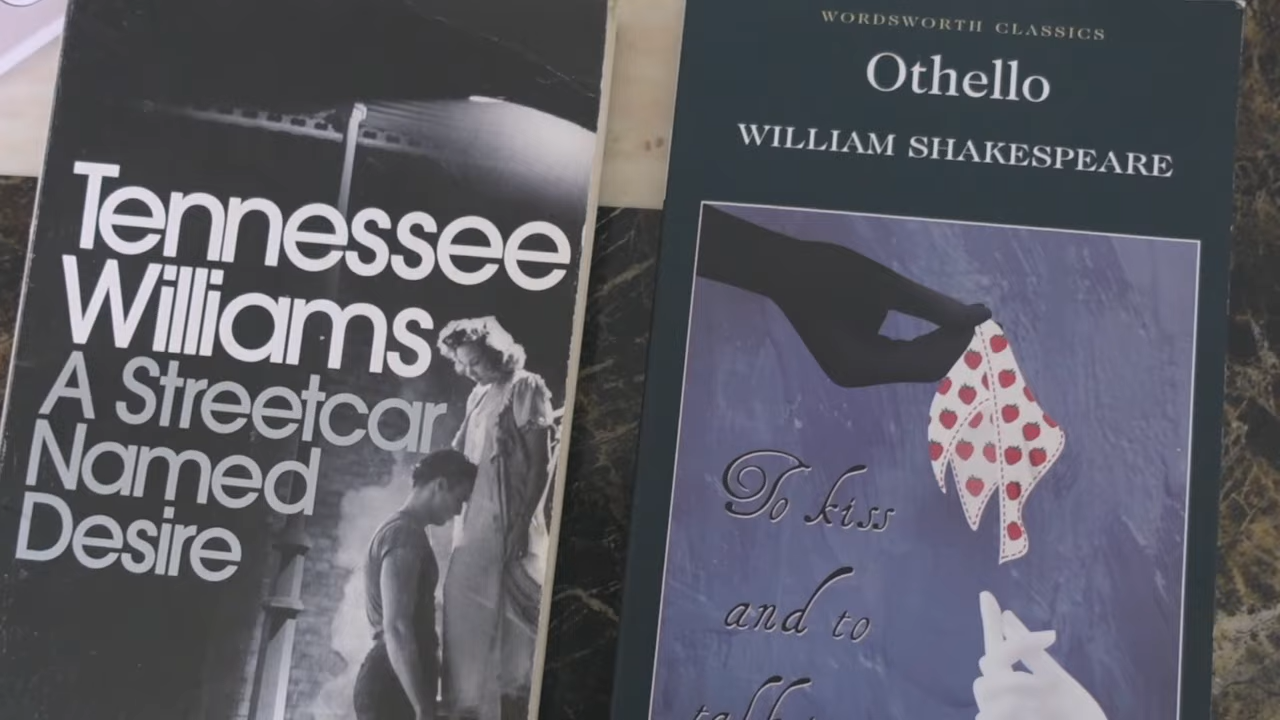 Tennessee
Williams
A Streetcar
Named
Desire
WORDSWORTH CLASSICS
Othello
WILLIAM SHAKESPEARE
To kiss
and to